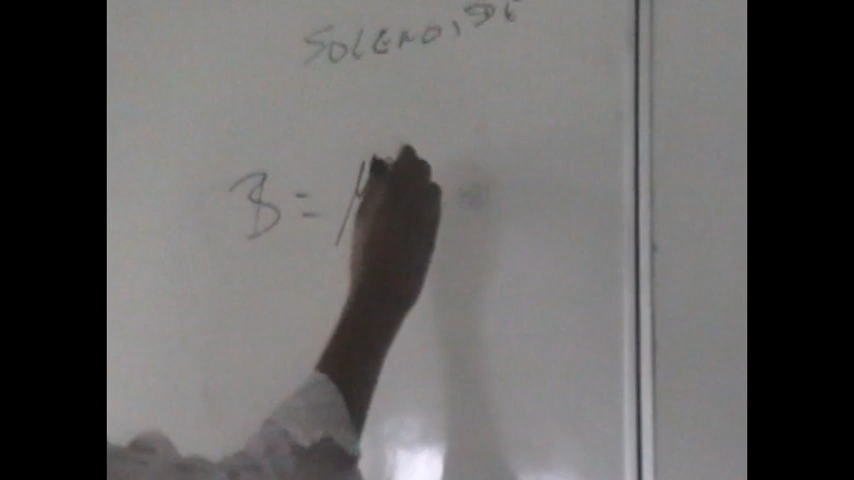 SOLENOIDE
B = μ